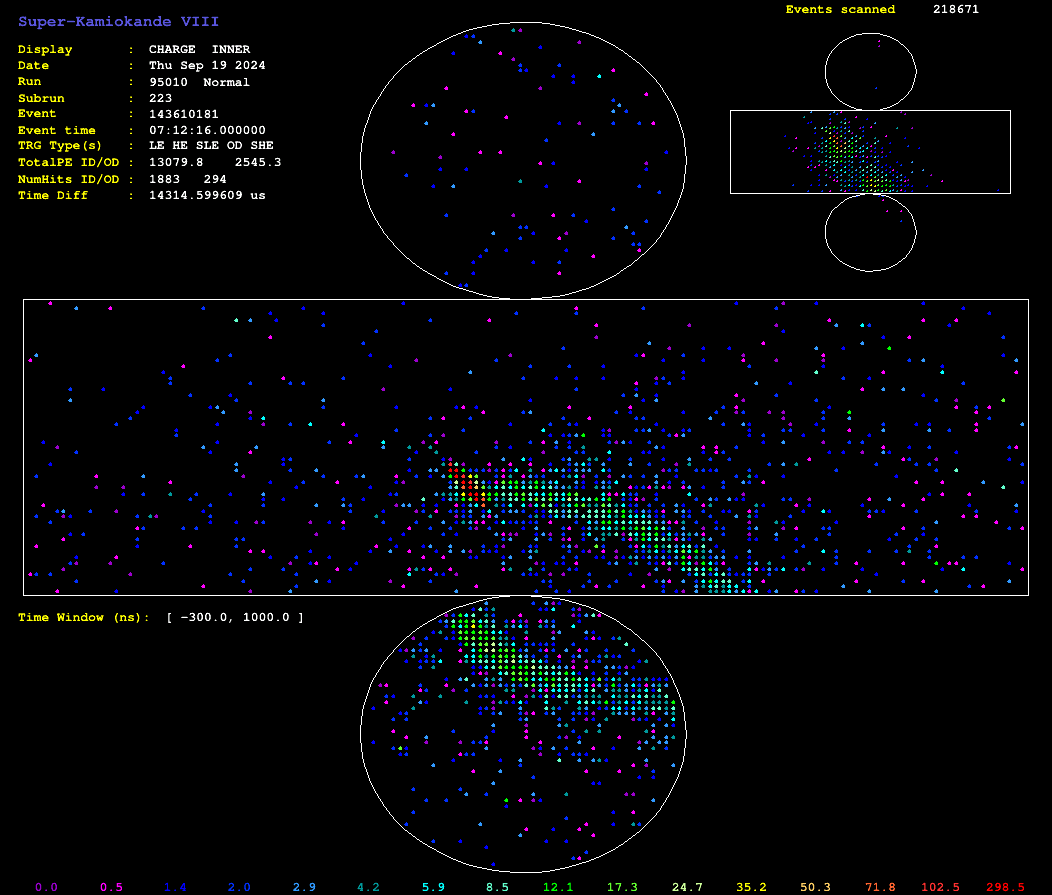 Super-Kamiokande VIII
Events scanned 218671
Display : CHARGE INNER
Date : Thu Sep 19 2024
Run : 95010 Normal
Subrun : 223
Event : 143610181
Event time : 07:12:16.000000
TRG Type(s) : LE HE SLE OD SHE
TotalPE ID/OD : 13079.8 2545.3
NumHits ID/OD : 1883 294
Time Diff : 14314.599609 us
Time Window (ns): [ -300.0, 1000.0 ]
0.0 0.5 1.4 2.0 2.9 4.2 5.9 8.5 12.1 17.3 24.7 35.2 50.3 71.8 102.5 298.5